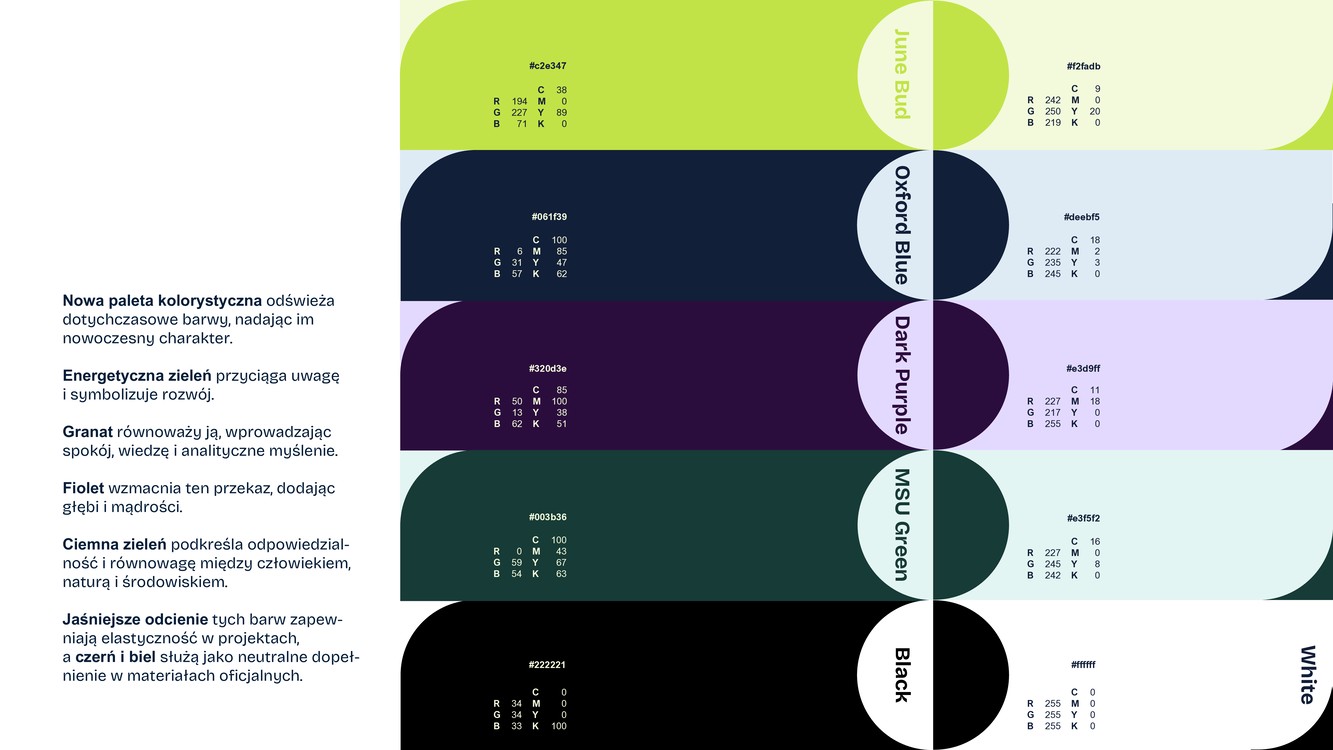 Nowa paleta kolorystyczna odświeża
dotychczasowe barwy, nadając im
nowoczesny charakter.
Energetyczna zieleń przyciąga uwagę
i symbolizuje rozwój.
Granat równoważy ją, wprowadzając
spokój, wiedzę i analityczne myślenie.
Fiolet wzmacnia ten przekaz, dodając
głębi i mądrości.
Ciemna zieleń podkreśla odpowiedzial-
ność i równowagę między człowiekiem,
naturą i środowiskiem.
Jaśniejsze odcienie tych barw zapew-
niają elastyczność w projektach,
a czerń i biel służą jako neutralne dopeł-
nienie w materiałach oficjalnych.
#c2e347
C 38
R 194 M 0
G 227 Y 89
B 71 K 0
June Bud
#f2fadb
C 9
R 242 M 0
G 250 Y 20
B 219 K 0
#061f39
C 100
R 6 M 85
G 31 Y 47
B 57 K 62
Oxford Blue
#deebf5
C 18
R 222 M 2
G 235 Y 3
B 245 K 0
#320d3e
C 85
R 50 M 100
G 13 Y 38
B 62 K 51
Dark Purple
#e3d9ff
C 11
R 227 M 18
G 217 Y 0
B 255 K 0
#003b36
C 100
R 0 M 43
G 59 Y 67
B 54 K 63
MSU Green
#e3f5f2
C 16
R 227 M 0
G 245 Y 8
B 242 K 0
#222221
C 0
R 34 M 0
G 34 Y 0
B 33 K 100
Black
#ffffff
C 0
R 255 M 0
G 255 Y 0
B 255 K 0
White